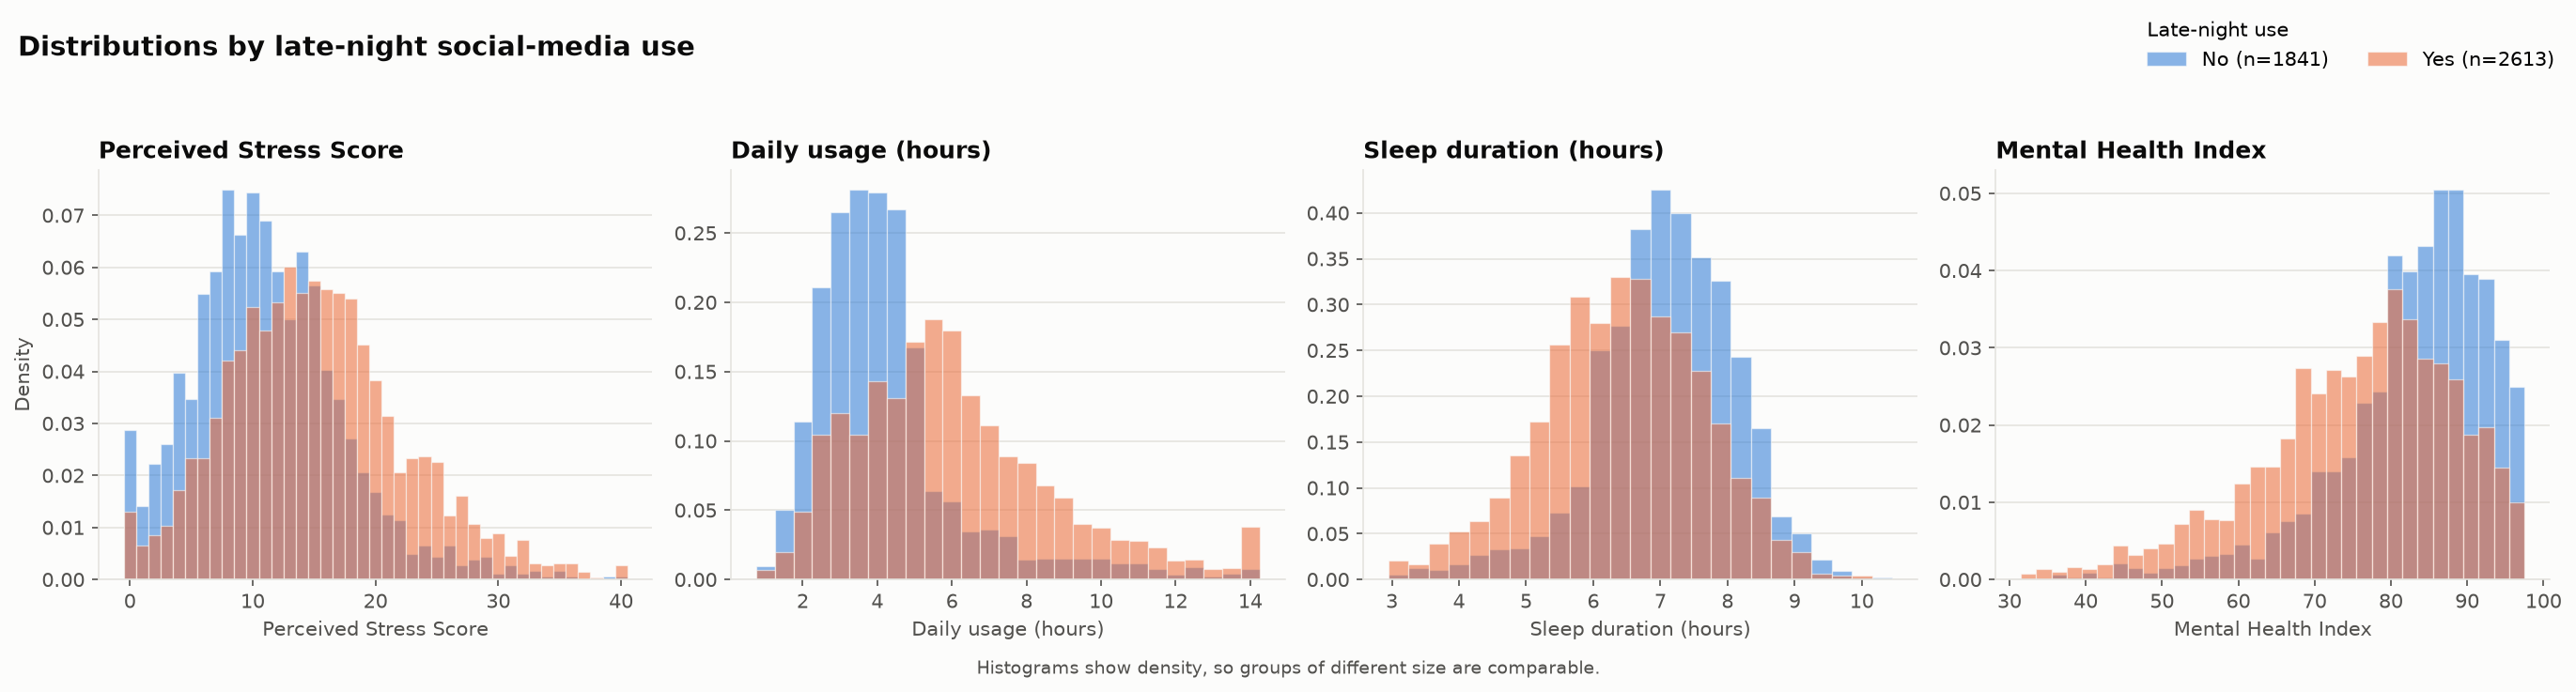 Distributions by late-night social-media use
Late-night use
No (n=1841) Yes (n=2613)
Perceived Stress Score
Density
0.07
0.06
0.05
0.04
0.03
0.02
0.01
0.00
0 10 20 30 40
Perceived Stress Score
Daily usage (hours)
0.25
0.20
0.15
0.10
0.05
0.00
2 4 6 8 10 12 14
Daily usage (hours)
Sleep duration (hours)
0.40
0.35
0.30
0.25
0.20
0.15
0.10
0.05
0.00
3 4 5 6 7 8 9 10
Sleep duration (hours)
Mental Health Index
0.05
0.04
0.03
0.02
0.01
0.00
30 40 50 60 70 80 90 100
Mental Health Index
Histograms show density, so groups of different size are comparable.